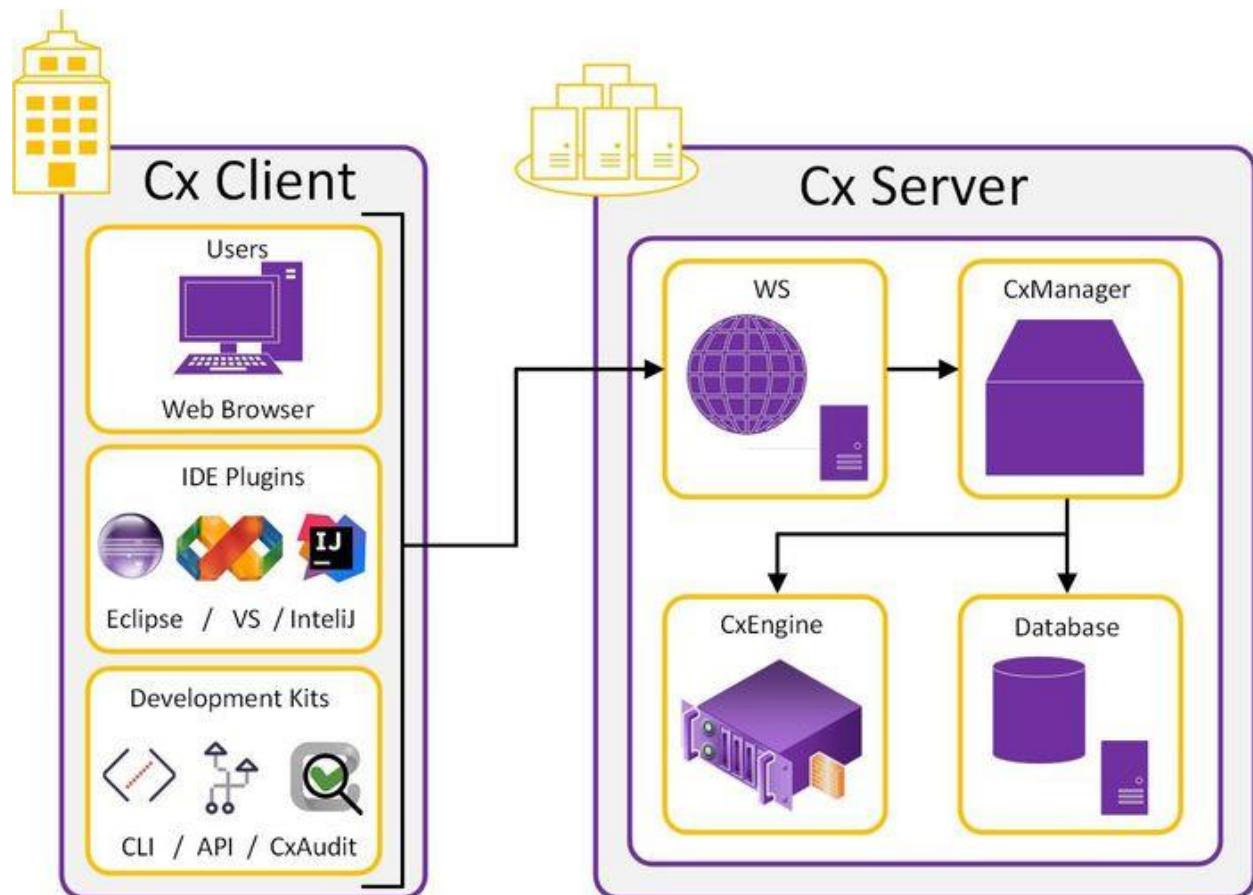 Cx Client
Users
Web Browser
IDE Plugins
IJ
Eclipse / VS / InteliJ
Development Kits
CLI / API / CxAudit
Cx Server
WS
CxManager
CxEngine
Database